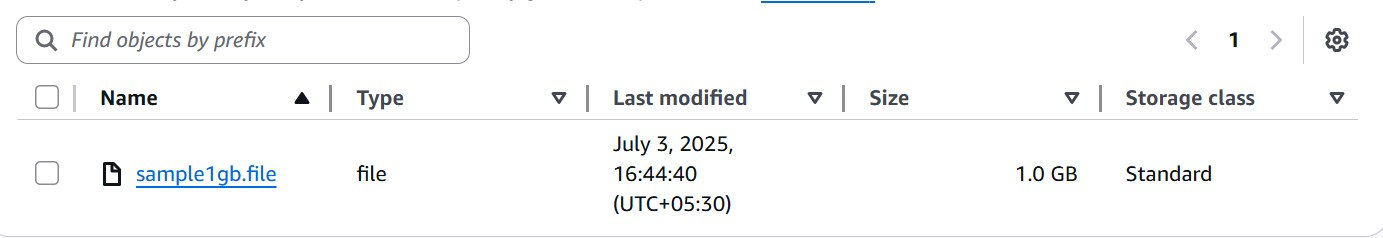 Find objects by prefix
1
Name Type Last modified Size Storage class
sample1gb.file file July 3, 2025, 16:44:40 (UTC+05:30) 1.0 GB Standard